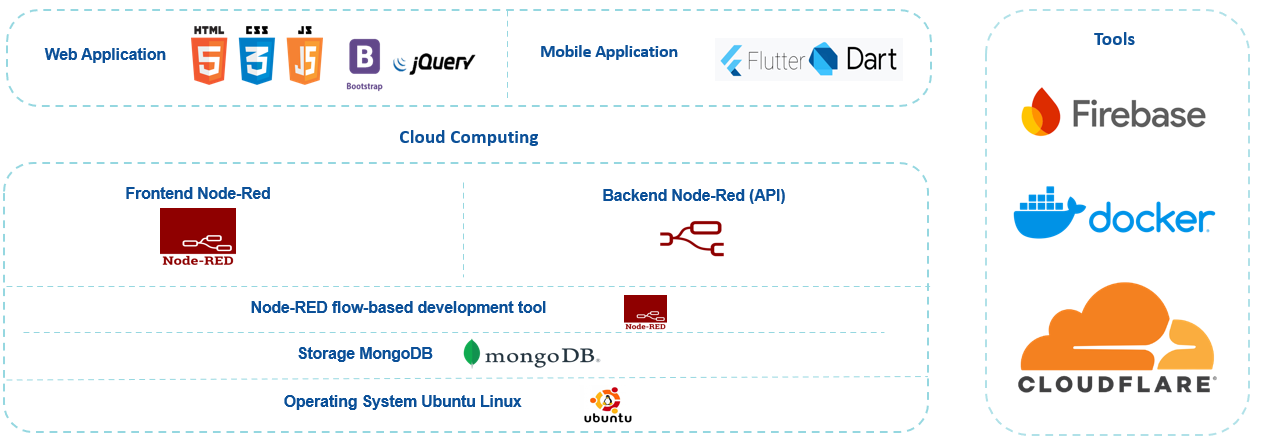 Web Application
HTML
5
CSS
3
JS
JS
B
Bootstrap
jQuery
Mobile Application
Flutter
Dart
Cloud Computing
Frontend Node-Red
Node-RED
Backend Node-Red (API)
Node-RED flow-based development tool
Node-RED
Storage MongoDB
mongoDB®
Operating System Ubuntu Linux
ubuntu
Tools
Firebase
docker
CLOUDFLARE®